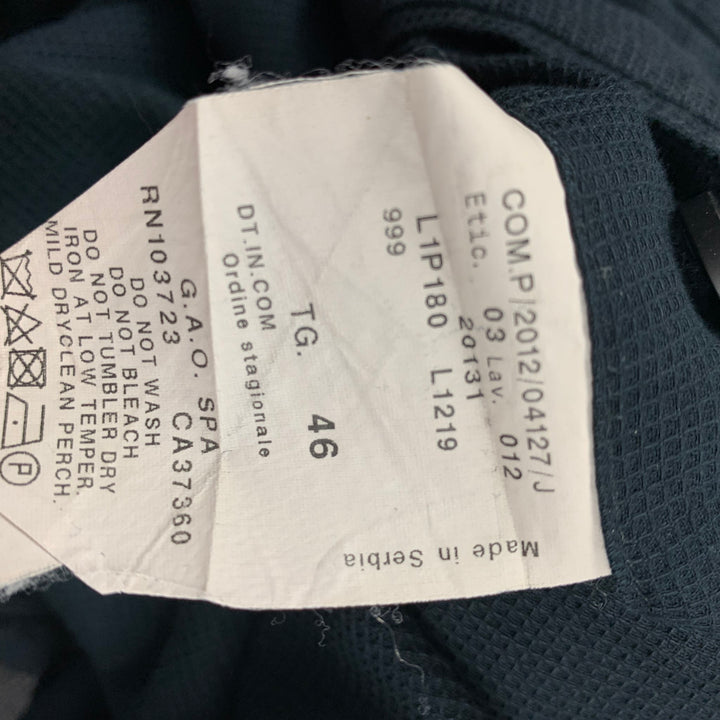 COM.P/2012/04127/J
Etic. 03 Lav. 012
20131
L1P180 L1219
999
TG. 46
DT.IN.COM
Ordine stagionale
G.A.O. SPA
RN103723 CA37360
DO NOT WASH
DO NOT BLEACH
DO NOT TUMBLER DRY
IRON AT LOW TEMPER.
MILD DRYCLEAN PERCH.
P
Made in Serbia